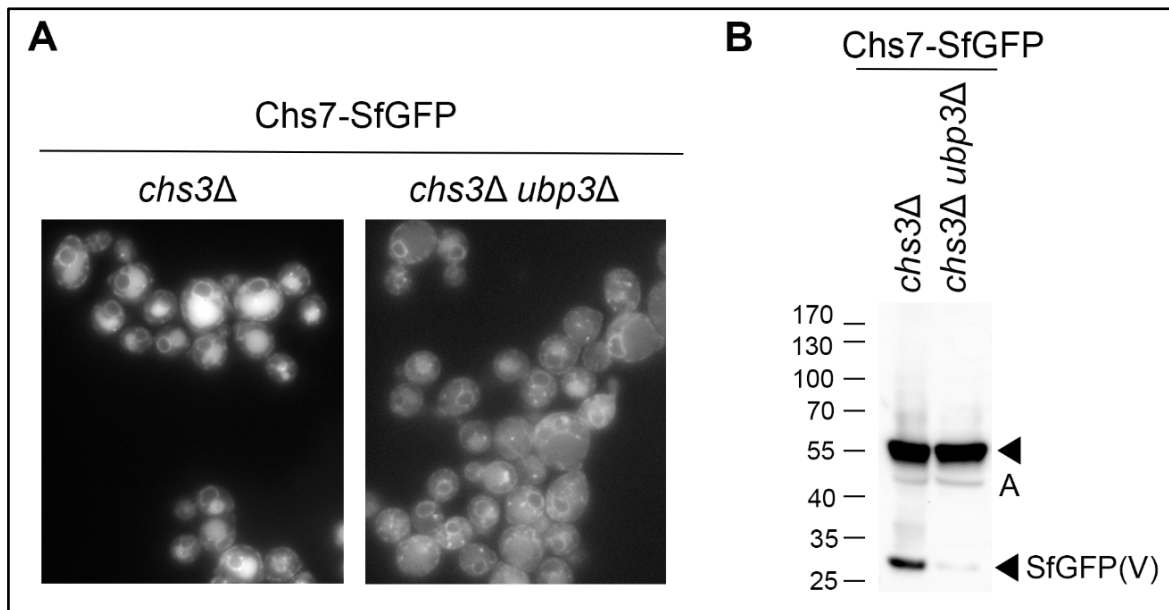 A
Chs7-SfGFP
chs3Δ
chs3Δ ubp3Δ
B
Chs7-SfGFP
chs3Δ
chs3Δ ubp3Δ
170
130
100
70
55
A
40
35
SfGFP(V)
25